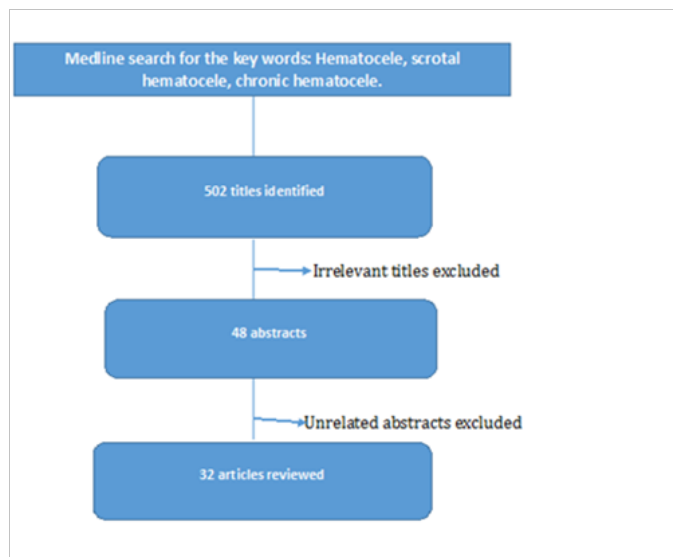 Medline search for the key words: Hematocele, scrotal
hematocele, chronic hematocele.
502 titles identified
Irrelevant titles excluded
48 abstracts
Unrelated abstracts excluded
32 articles reviewed